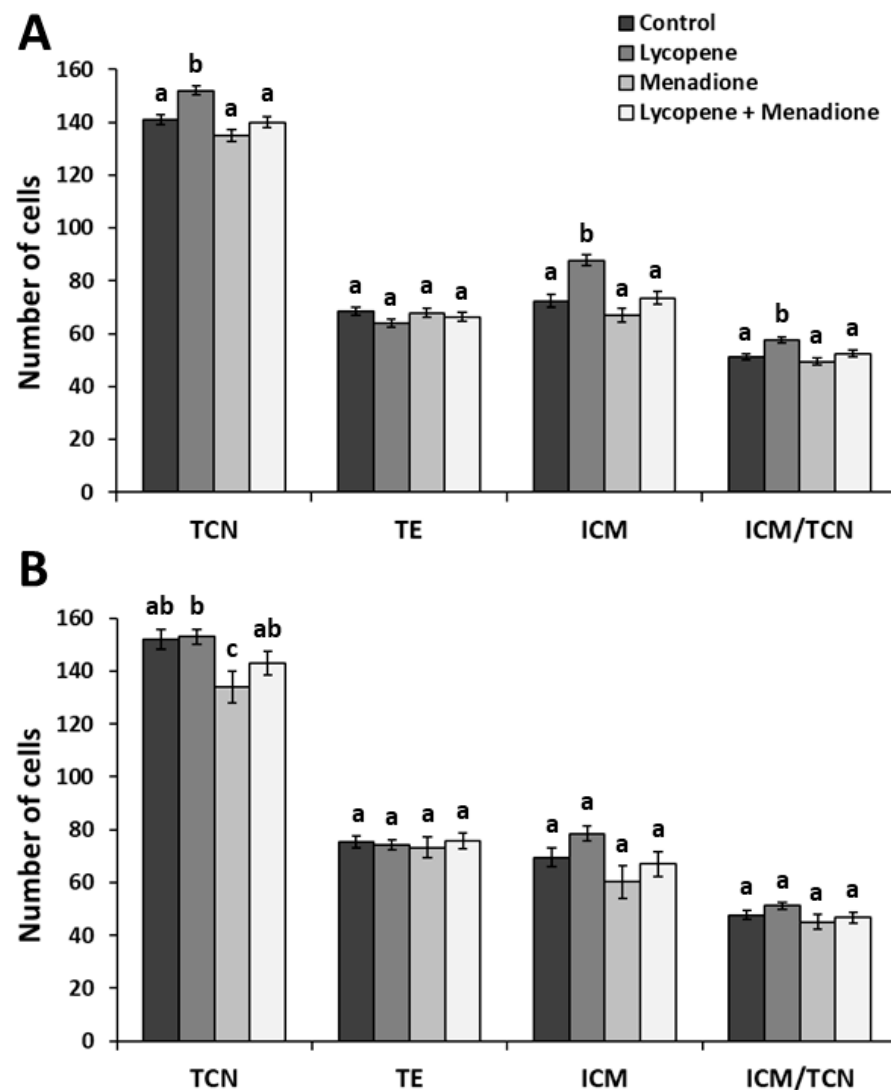 A
Control
Lycopene
Menadione
Lycopene + Menadione
Number of cells
160
140
120
100
80
60
40
20
0
a b a a
a a a a
a b a a
a b a a
TCN TE ICM ICM/TCN
B
Number of cells
160
140
120
100
80
60
40
20
0
ab b c ab
a a a a
a a a a
a a a a
TCN TE ICM ICM/TCN